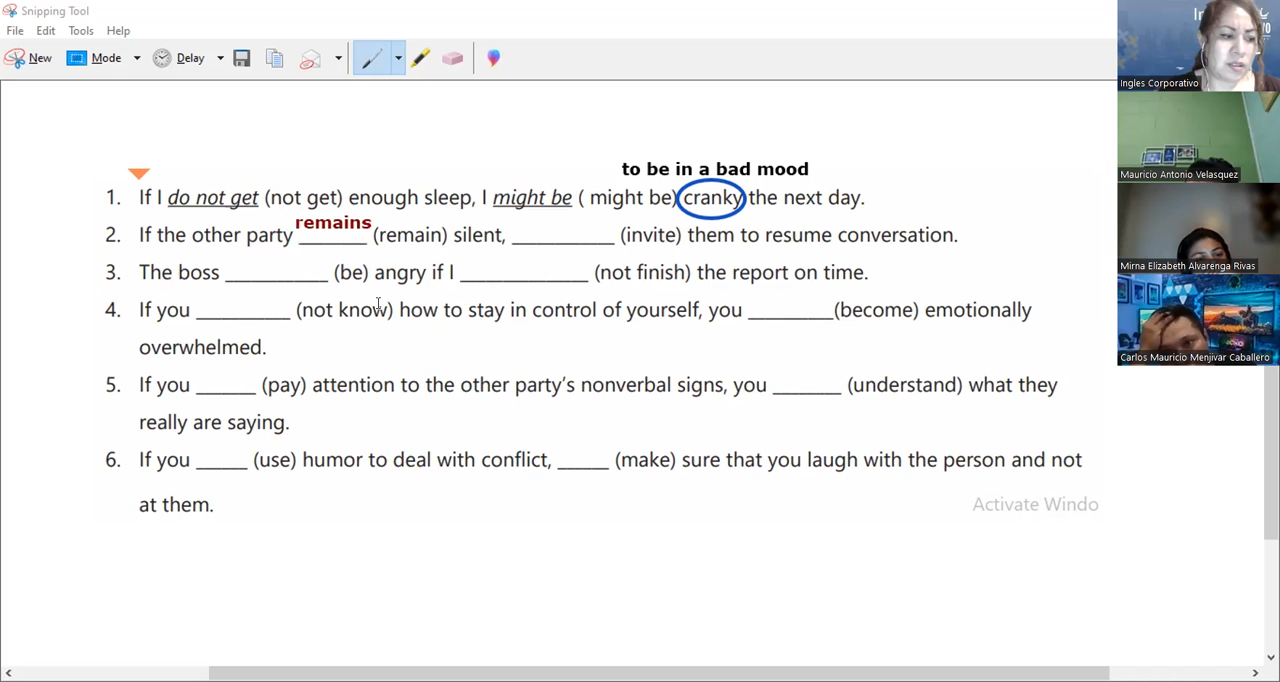 Snipping Tool
File Edit Tools Help
New Mode Delay
Ingles Corporativo
Mauricio Antonio Velasquez
Mirna Elizabeth Alvarenga Rivas
Carlos Mauricio Menjivar Caballero
to be in a bad mood
1. If I do not get (not get) enough sleep, I might be ( might be) cranky the next day.
remains
2. If the other party _______ (remain) silent, __________ (invite) them to resume conversation.
3. The boss __________ (be) angry if I _____________ (not finish) the report on time.
4. If you _________ (not know) how to stay in control of yourself, you ________(become) emotionally
overwhelmed.
5. If you ______ (pay) attention to the other party's nonverbal signs, you _______ (understand) what they
really are saying.
6. If you _____ (use) humor to deal with conflict, _____ (make) sure that you laugh with the person and not
at them.
Activate Windo